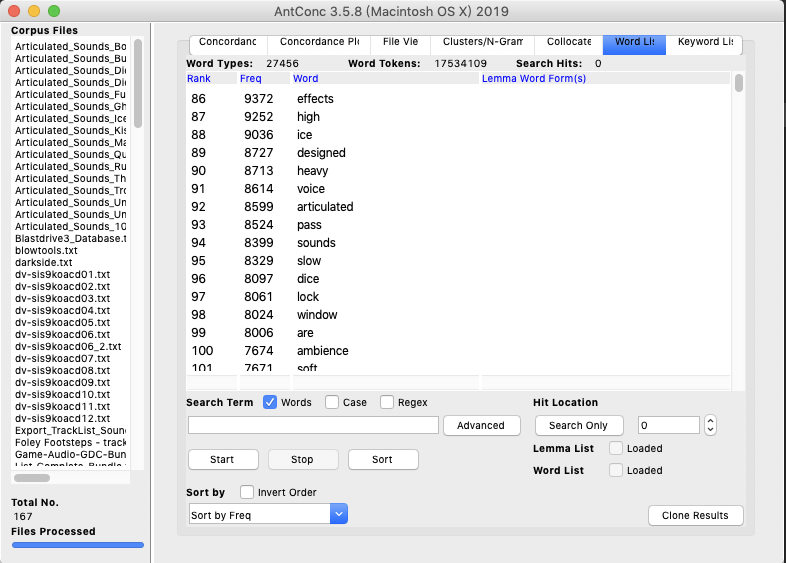 AntConc 3.5.8 (Macintosh OS X) 2019
Corpus Files
Articulated_Sounds_Bo
Articulated_Sounds_Bu
Articulated_Sounds_Di
Articulated_Sounds_Di
Articulated_Sounds_Fu
Articulated_Sounds_Gh
Articulated_Sounds_Ice
Articulated_Sounds_Kis
Articulated_Sounds_Ma
Articulated_Sounds_Qu
Articulated_Sounds_Ru
Articulated_Sounds_Th
Articulated_Sounds_Tro
Articulated_Sounds_Un
Articulated_Sounds_Un
Articulated_Sounds_10
Blastdrive3_Database.t
blowtools.txt
darkside.txt
dv-sis9koacd01.txt
dv-sis9koacd02.txt
dv-sis9koacd03.txt
dv-sis9koacd04.txt
dv-sis9koacd05.txt
dv-sis9koacd06.txt
dv-sis9koacd06_2.txt
dv-sis9koacd07.txt
dv-sis9koacd08.txt
dv-sis9koacd09.txt
dv-sis9koacd10.txt
dv-sis9koacd11.txt
dv-sis9koacd12.txt
Export_TrackList_Soun
Foley Footsteps - track
Game-Audio-GDC-Bun
List-Complete-Bundle
Total No.
167
Files Processed
Concordanc Concordance Plo File Vie Clusters/N-Gram Collocate Word Lis Keyword Lis
Word Types: 27456 Word Tokens: 17534109 Search Hits: 0
Rank Freq Word Lemma Word Form(s)
86 9372 effects
87 9252 high
88 9036 ice
89 8727 designed
90 8713 heavy
91 8614 voice
92 8599 articulated
93 8524 pass
94 8399 sounds
95 8329 slow
96 8097 dice
97 8061 lock
98 8024 window
99 8006 are
100 7674 ambience
101 7671 soft
Search Term Words Case Regex Hit Location
Advanced Search Only 0
Start Stop Sort Lemma List Loaded
Word List Loaded
Sort by Invert Order
Sort by Freq Clone Results